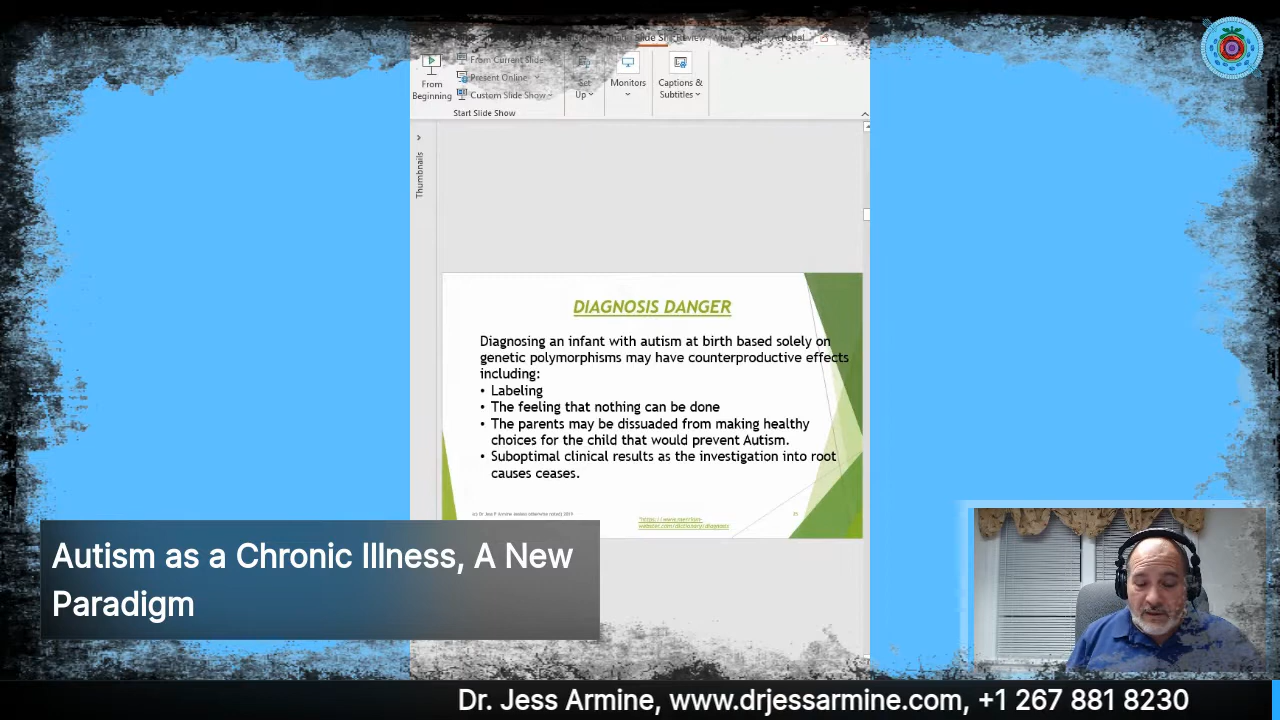 Slide Sh
Review
From Current Slide
Present Online
Custom Slide Show
From
Beginning
Set
Up
Monitors
Captions &
Subtitles
Start Slide Show
Thumbnails
DIAGNOSIS DANGER
Diagnosing an infant with autism at birth based solely on
genetic polymorphisms may have counterproductive effects
including:
• Labeling
• The feeling that nothing can be done
• The parents may be dissuaded from making healthy
choices for the child that would prevent Autism.
• Suboptimal clinical results as the investigation into root
causes ceases.
Autism as a Chronic Illness, A New
Paradigm
Dr. Jess Armine, www.drjessarmine.com, +1 267 881 8230